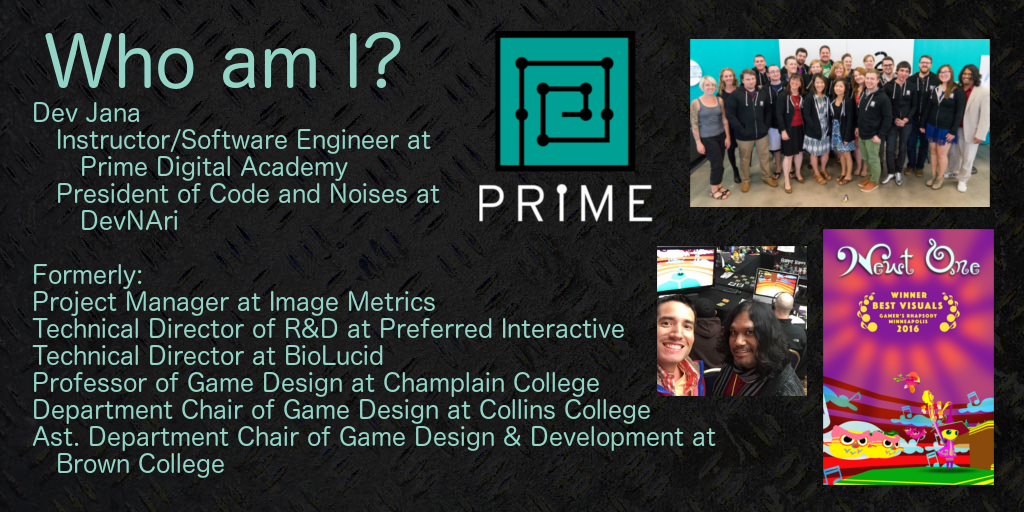 Who am I?
Dev Jana
Instructor/Software Engineer at
Prime Digital Academy
President of Code and Noises at
DevNAri
Formerly:
Project Manager at Image Metrics
Technical Director of R&D at Preferred Interactive
Technical Director at BioLucid
Professor of Game Design at Champlain College
Department Chair of Game Design at Collins College
Ast. Department Chair of Game Design & Development at
Brown College
PRIME
Newt One
WINNER
BEST VISUALS
GAMER'S RHAPSODY
MINNEAPOLIS
2016